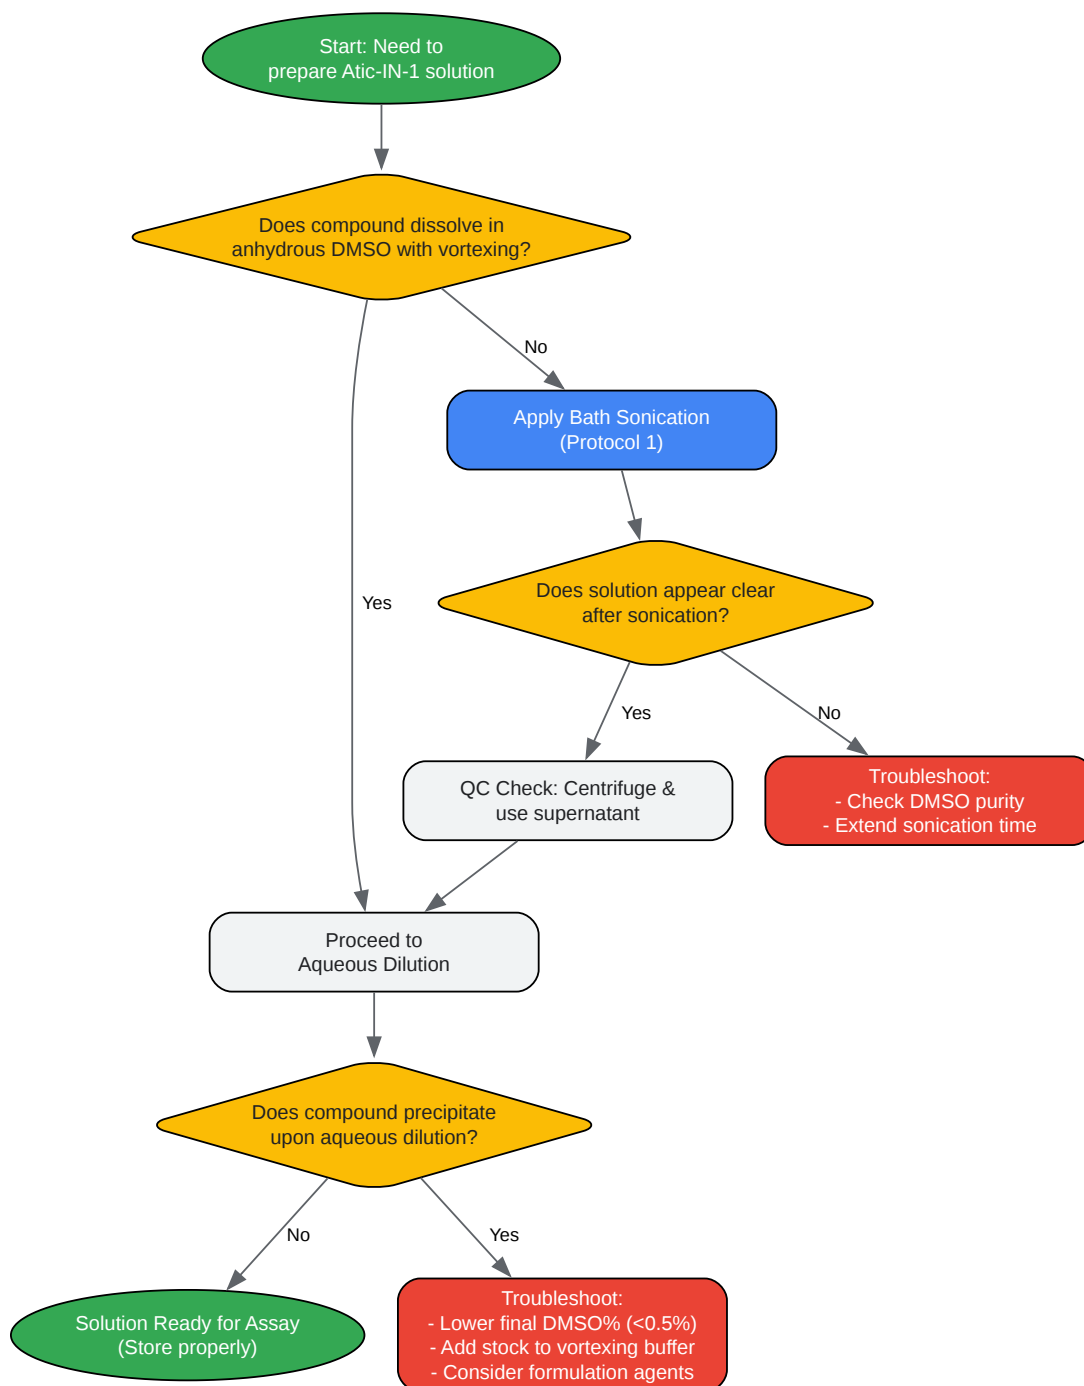 Start: Need to
prepare Atic-IN-1 solution
Does compound dissolve in
anhydrous DMSO with vortexing?
No
Apply Bath Sonication
(Protocol 1)
Yes
Does solution appear clear
after sonication?
Yes
No
QC Check: Centrifuge &
use supernatant
Troubleshoot:
- Check DMSO purity
- Extend sonication time
Proceed to
Aqueous Dilution
Does compound precipitate
upon aqueous dilution?
No
Yes
Solution Ready for Assay
(Store properly)
Troubleshoot:
- Lower final DMSO% (<0.5%)
- Add stock to vortexing buffer
- Consider formulation agents